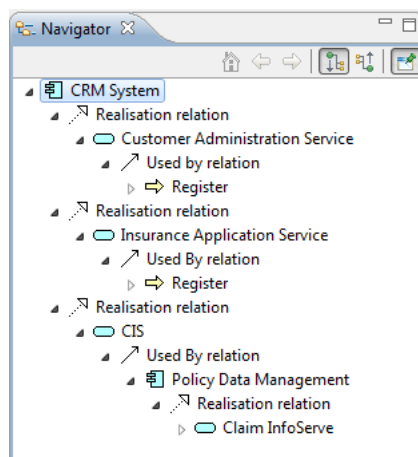 Navigator
CRM System
Realisation relation
Customer Administration Service
Used by relation
Register
Realisation relation
Insurance Application Service
Used By relation
Register
Realisation relation
CIS
Used By relation
Policy Data Management
Realisation relation
Claim InfoServe